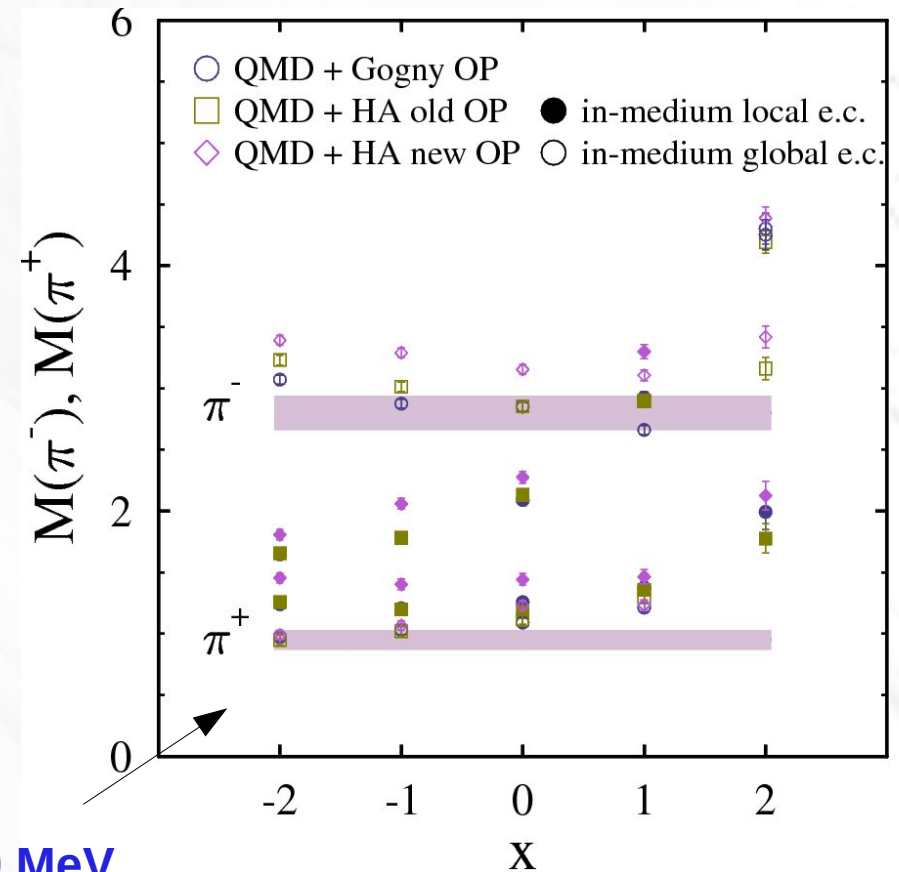 6
QMD + Gogny OP
QMD + HA old OP
in-medium local e.c.
QMD + HA new OP
in-medium global e.c.
M(π⁻), M(π⁺)
4
π⁻
2
π⁺
0
-2 -1 0 1 2
x
MeV